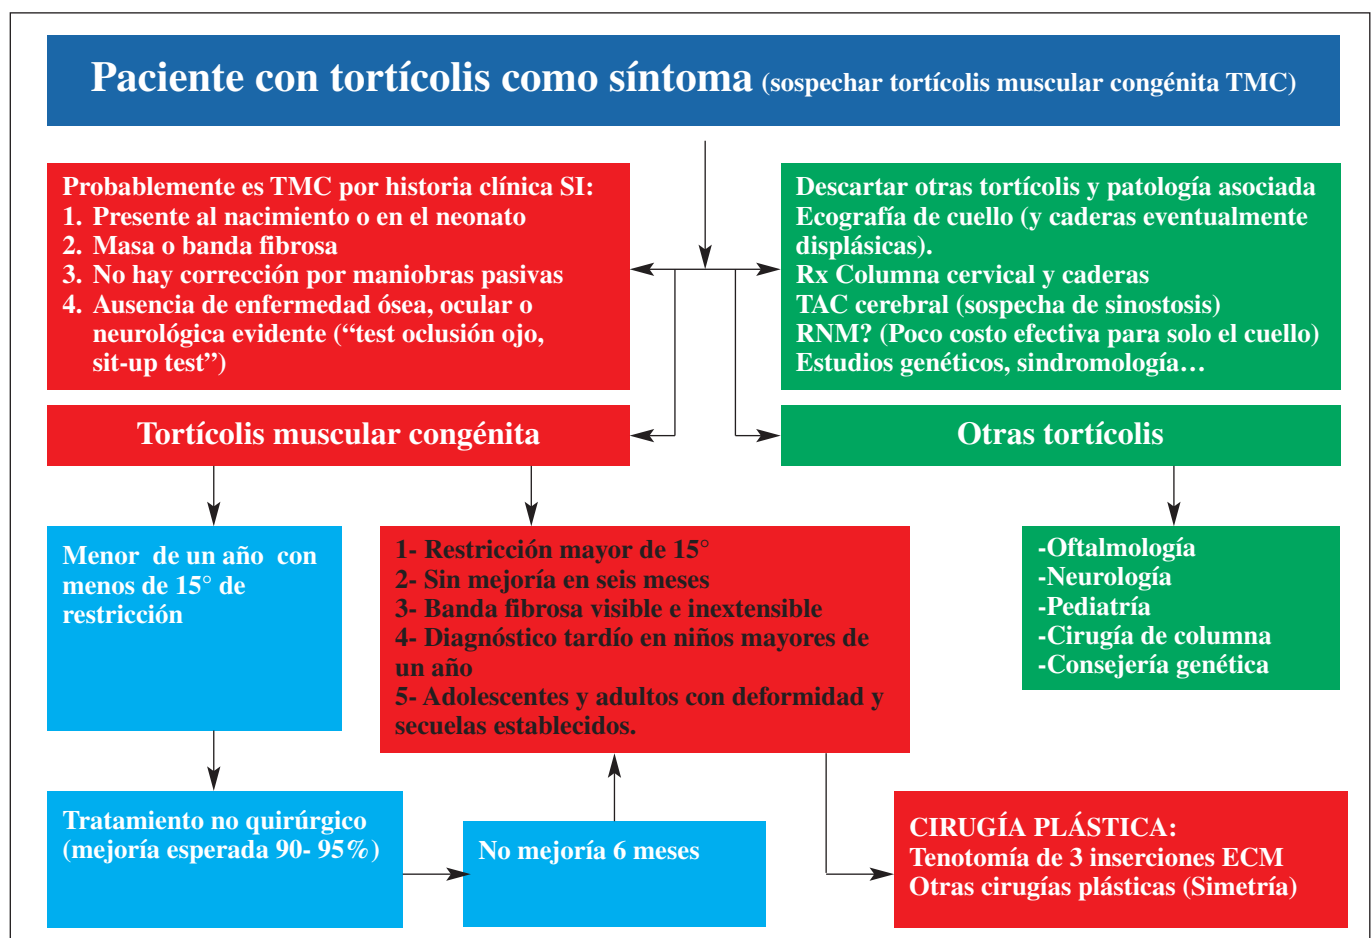 Paciente con tortícolis como síntoma (sospechar tortícolis muscular congénita TMC)
Probablemente es TMC por historia clínica SI:
1. Presente al nacimiento o en el neonato
2. Masa o banda fibrosa
3. No hay corrección por maniobras pasivas
4. Ausencia de enfermedad ósea, ocular o
neurológica evidente (“test oclusión ojo,
sit-up test”)
Descartar otras tortícolis y patología asociada
Ecografía de cuello (y caderas eventualmente
displásicas).
Rx Columna cervical y caderas
TAC cerebral (sospecha de sinostosis)
RNM? (Poco costo efectiva para solo el cuello)
Estudios genéticos, sindromología…
Tortícolis muscular congénita
Otras tortícolis
Menor de un año con
menos de 15° de
restricción
1- Restricción mayor de 15°
2- Sin mejoría en seis meses
3- Banda fibrosa visible e inextensible
4- Diagnóstico tardío en niños mayores de
un año
5- Adolescentes y adultos con deformidad y
secuelas establecidos.
-Oftalmología
-Neurología
-Pediatría
-Cirugía de columna
-Consejería genética
Tratamiento no quirúrgico
(mejoría esperada 90- 95%)
No mejoría 6 meses
CIRUGÍA PLÁSTICA:
Tenotomía de 3 inserciones ECM
Otras cirugías plásticas (Simetría)